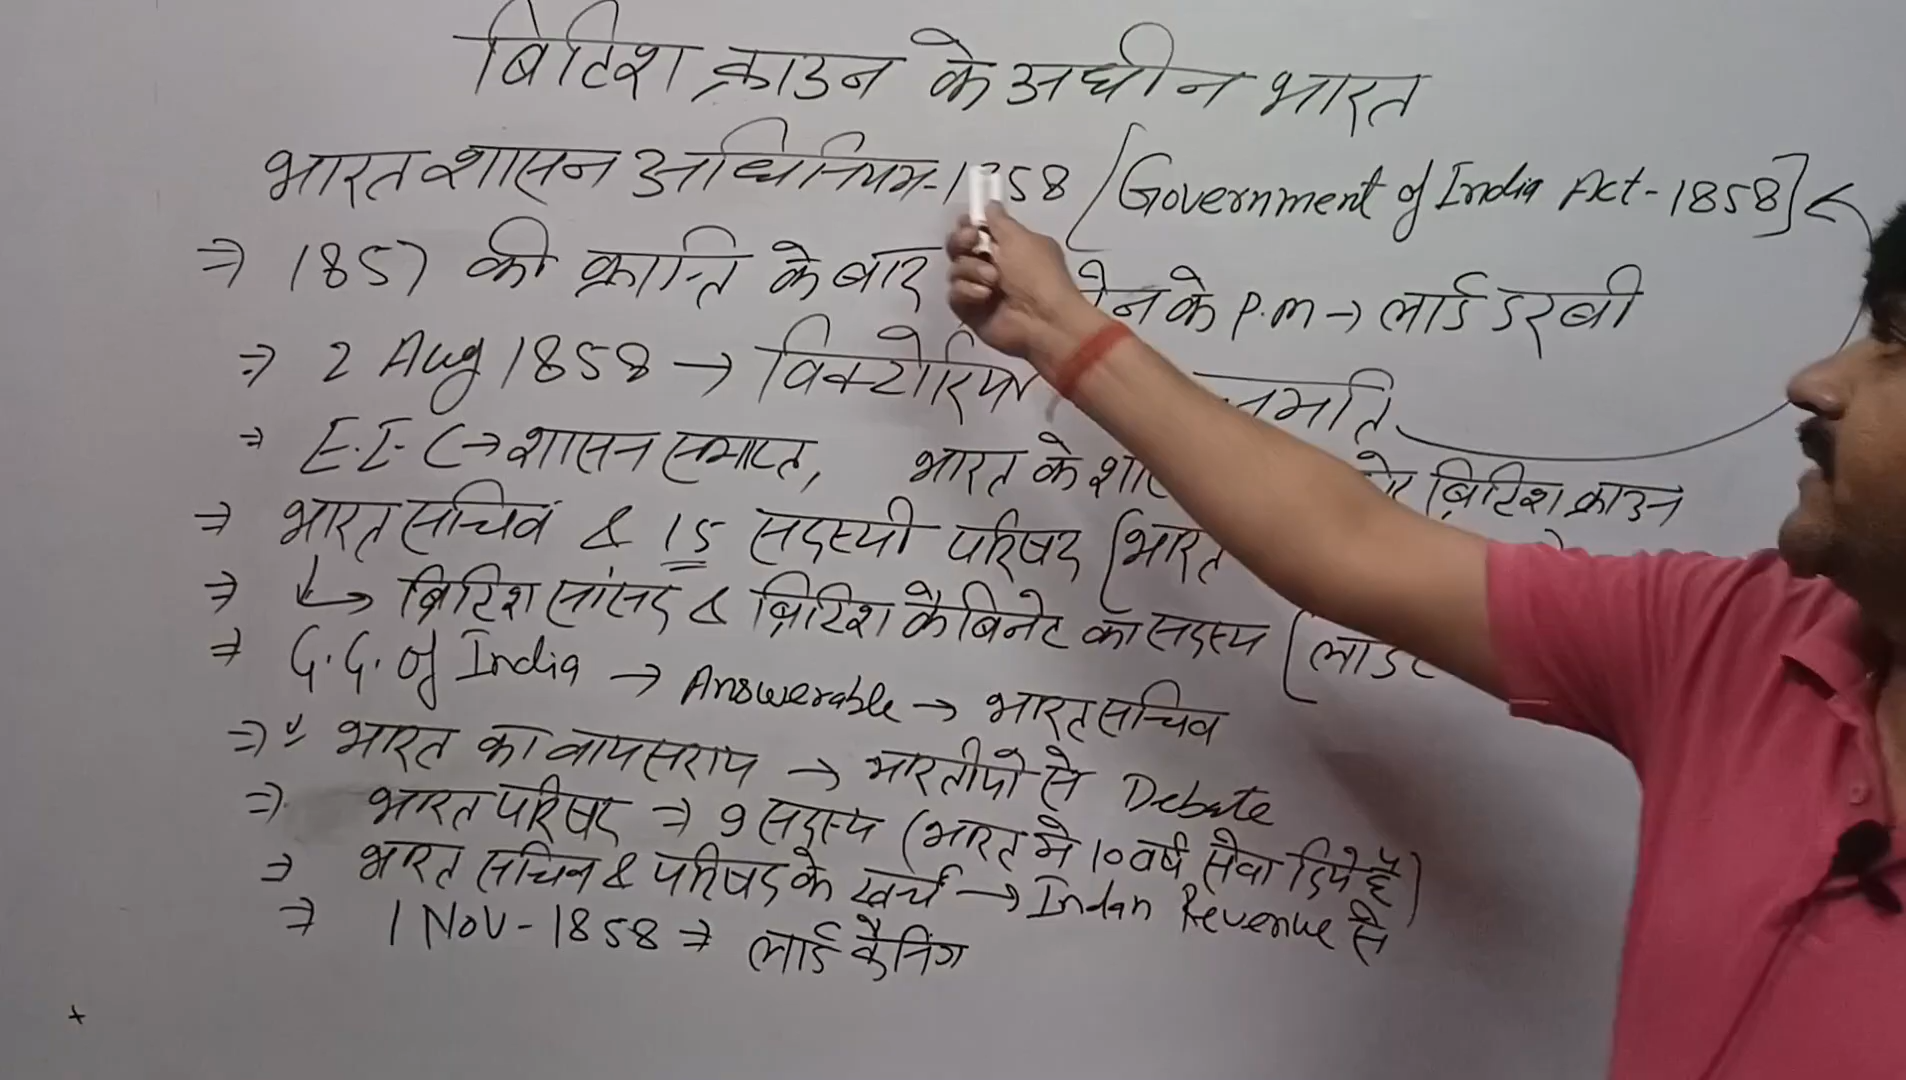 ब्रिटिश क्राउन के अधीन भारत
भारत शासन अधिनियम-1858 [Government of India Act-1858]
⇒ 1857 की क्रान्ति के बाद के P.M → लार्ड डरबी
⇒ 2 Aug 1858 → विक्टोरिया
⇒ E.I.C → शासन समाप्त, भारत के ब्रिटिश क्राउन
⇒ भारत सचिव & 15 सदस्यी परिषद (भारत
⇒ ↳ ब्रिटिश सांसद & ब्रिटिश कैबिनेट का सदस्य (लार्ड
⇒ G.G. of India → Answerable → भारत सचिव
⇒ " भारत का वायसराय → भारतीयो से Debate
⇒ भारत परिषद ⇒ 9 सदस्य (भारत मे 10 वर्ष सेवा दिये हैं)
⇒ भारत सचिव & परिषद के खर्च → Indan Revenue से
⇒ 1 Nov-1858 ⇒ लार्ड कैनिंग